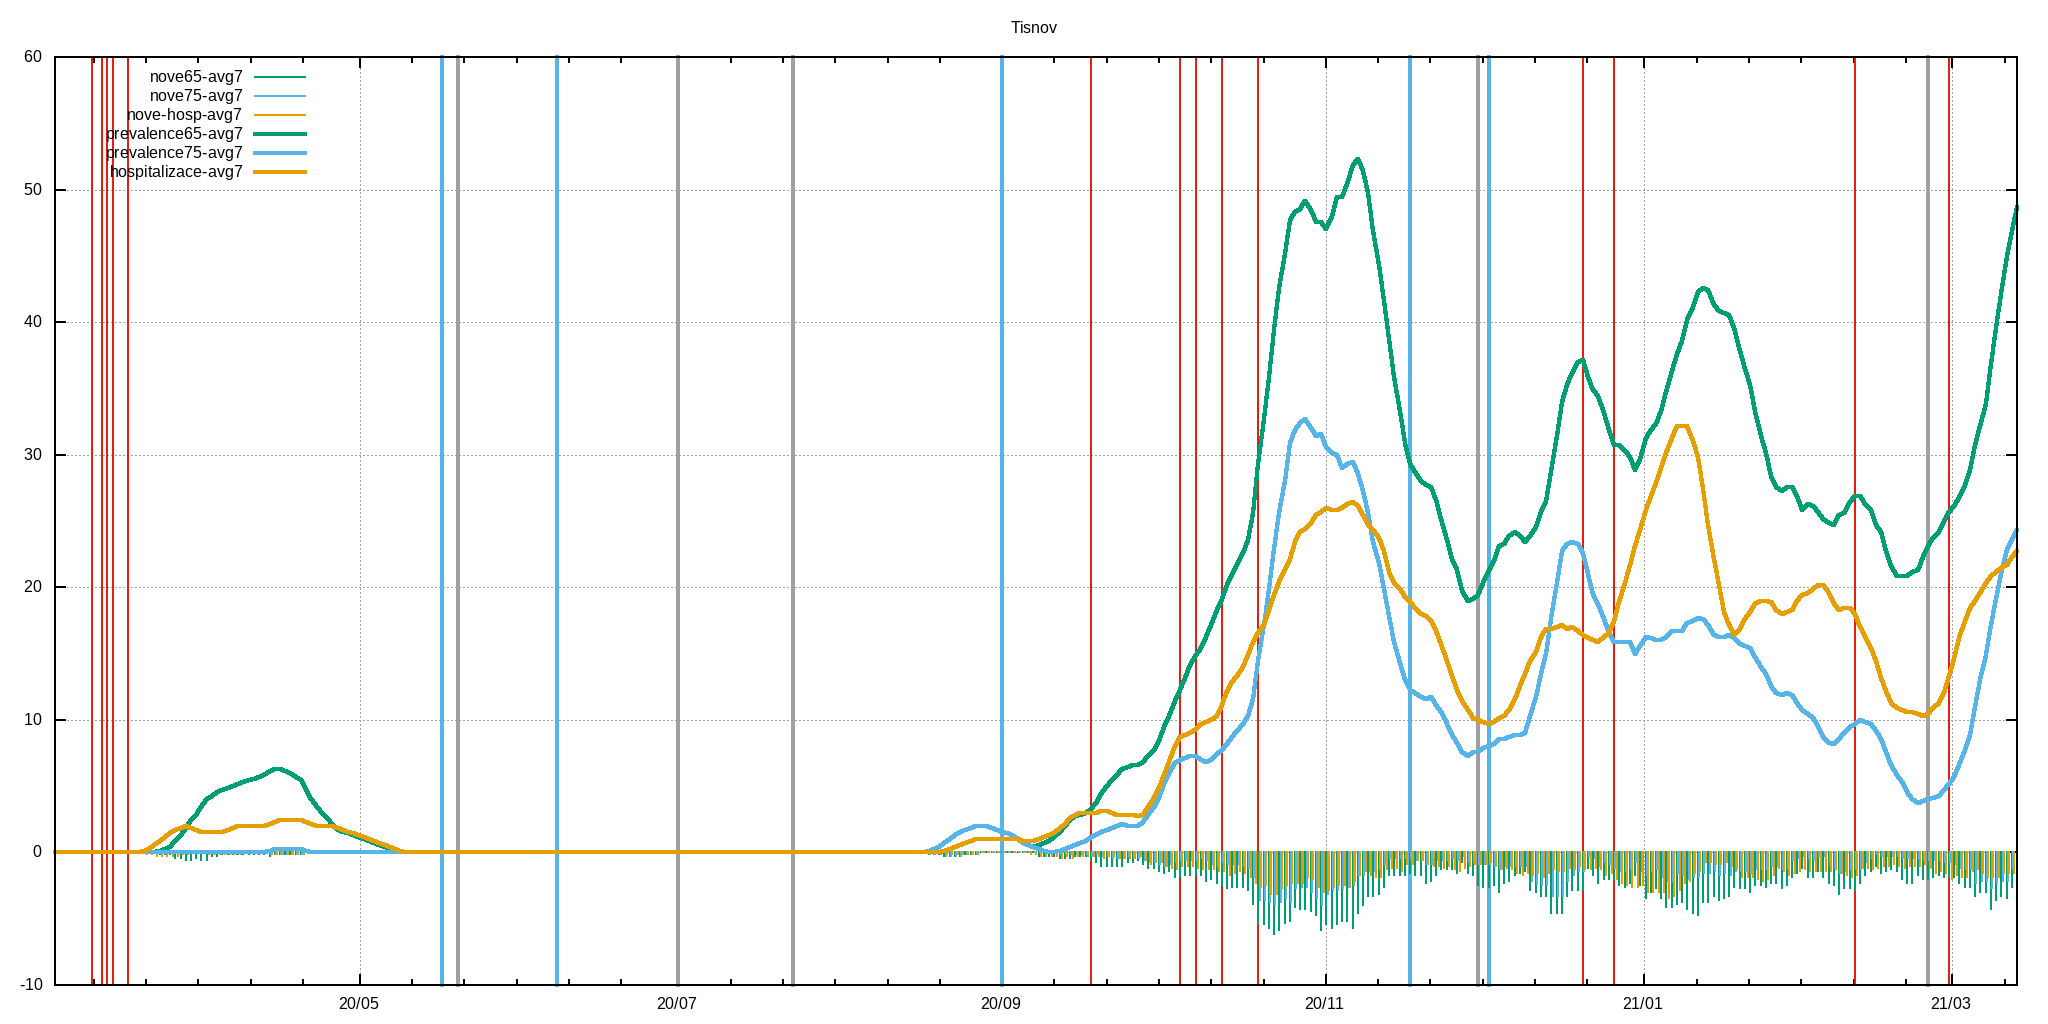 Tisnov
60
50
40
30
20
10
0
-10
nove65-avg7
nove75-avg7
nove-hosp-avg7
prevalence65-avg7
prevalence75-avg7
hospitalizace-avg7
20/05 20/07 20/09 20/11 21/01 21/03